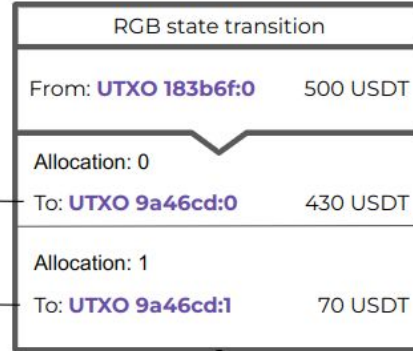 RGB state transition
From: UTXO 183b6f:0 500 USDT
Allocation: 0
To: UTXO 9a46cd:0 430 USDT
Allocation: 1
To: UTXO 9a46cd:1 70 USDT